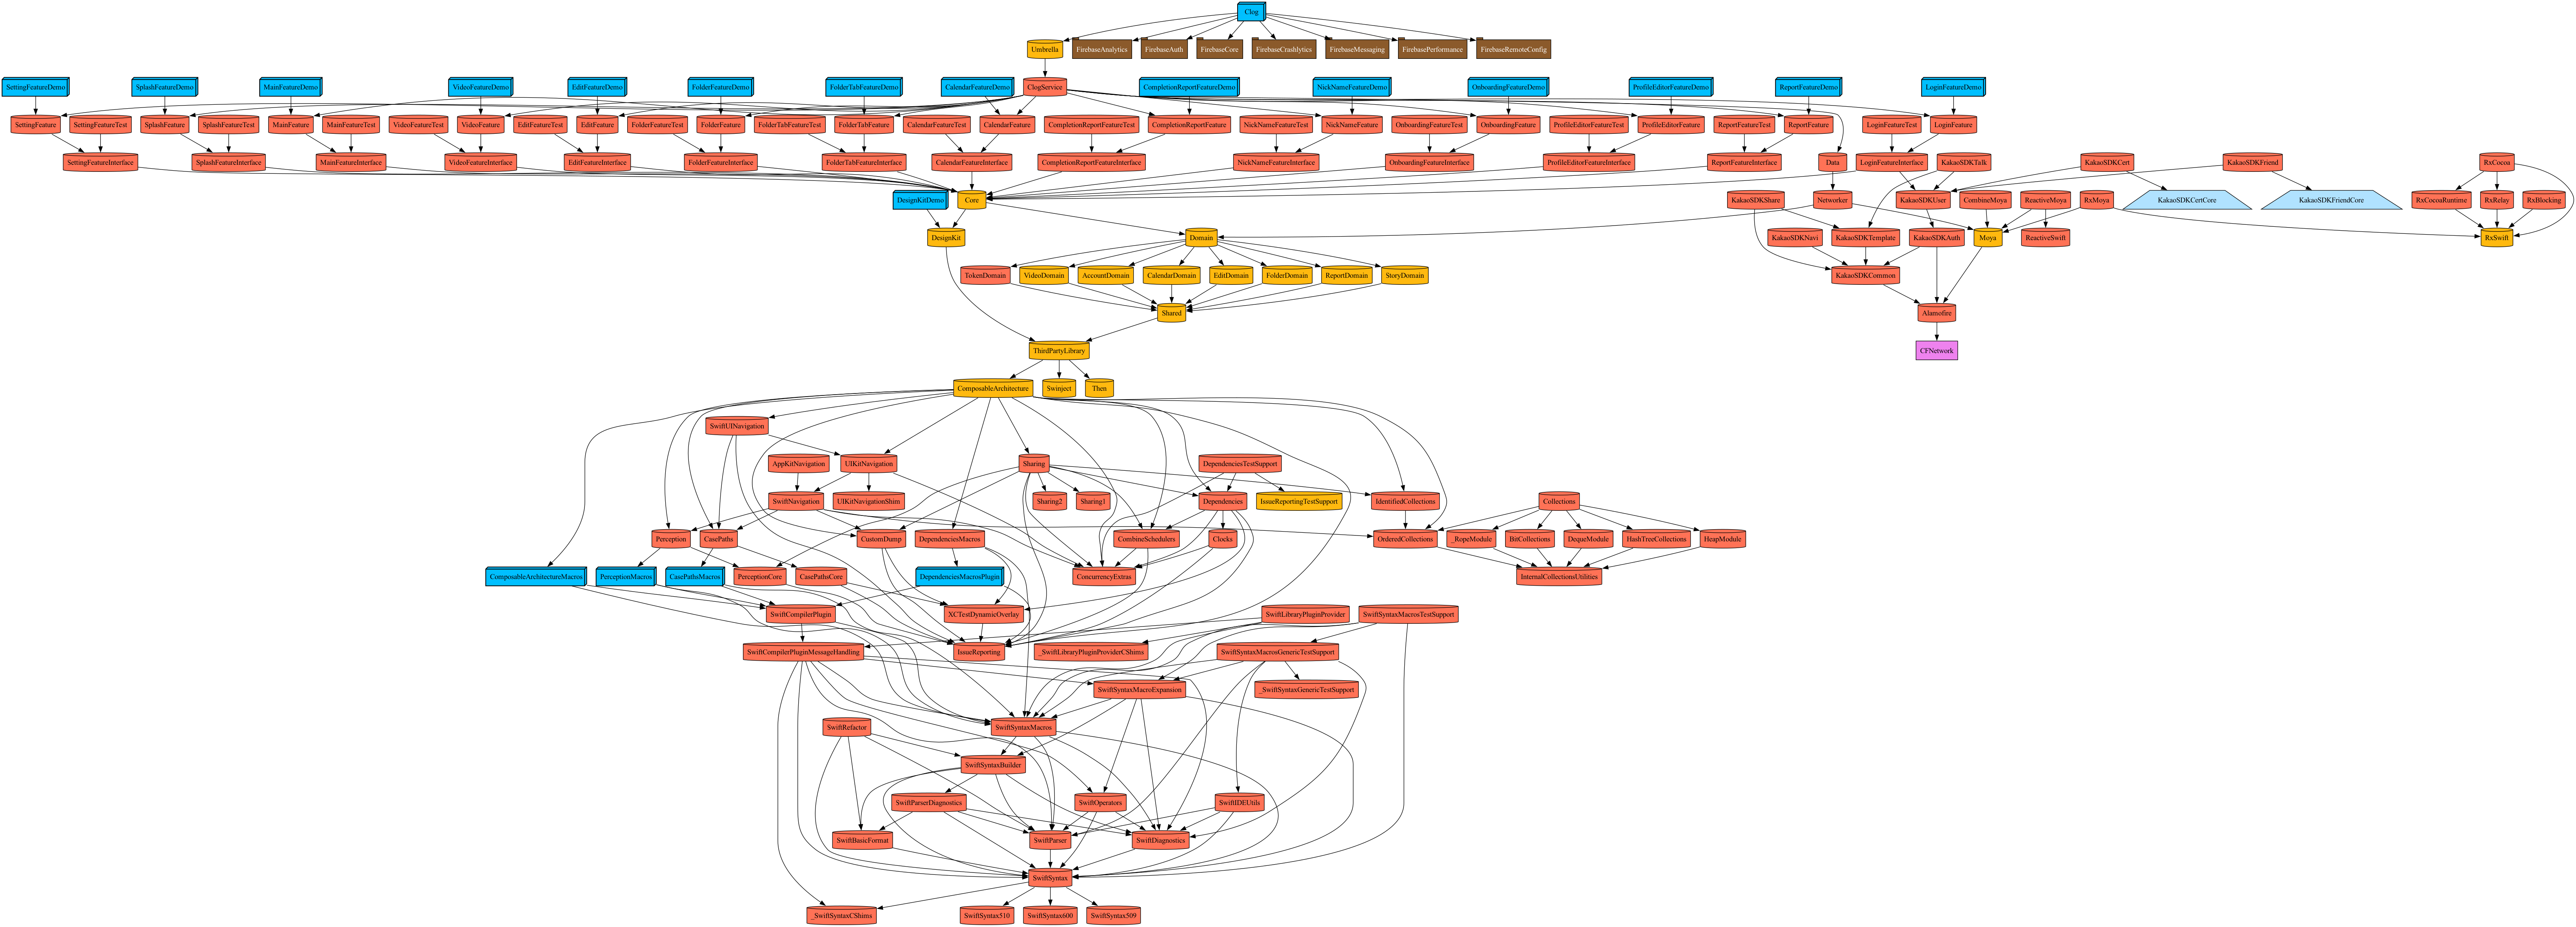 Clog
Umbrella
FirebaseAnalytics
FirebaseAuth
FirebaseCore
FirebaseCrashlytics
FirebaseMessaging
FirebasePerformance
FirebaseRemoteConfig
SettingFeatureDemo
SplashFeatureDemo
MainFeatureDemo
VideoFeatureDemo
EditFeatureDemo
FolderFeatureDemo
FolderTabFeatureDemo
CalendarFeatureDemo
ClogService
CompletionReportFeatureDemo
NickNameFeatureDemo
OnboardingFeatureDemo
ProfileEditorFeatureDemo
ReportFeatureDemo
LoginFeatureDemo
SettingFeature
SettingFeatureTest
SplashFeature
SplashFeatureTest
MainFeature
MainFeatureTest
VideoFeatureTest
VideoFeature
EditFeatureTest
EditFeature
FolderFeatureTest
FolderFeature
FolderTabFeatureTest
FolderTabFeature
CalendarFeatureTest
CalendarFeature
CompletionReportFeatureTest
CompletionReportFeature
NickNameFeatureTest
NickNameFeature
OnboardingFeatureTest
OnboardingFeature
ProfileEditorFeatureTest
ProfileEditorFeature
ReportFeatureTest
ReportFeature
LoginFeatureTest
LoginFeature
SettingFeatureInterface
SplashFeatureInterface
MainFeatureInterface
VideoFeatureInterface
EditFeatureInterface
FolderFeatureInterface
FolderTabFeatureInterface
CalendarFeatureInterface
CompletionReportFeatureInterface
NickNameFeatureInterface
OnboardingFeatureInterface
ProfileEditorFeatureInterface
ReportFeatureInterface
Data
LoginFeatureInterface
KakaoSDKTalk
KakaoSDKCert
KakaoSDKFriend
RxCocoa
DesignKitDemo
Core
KakaoSDKShare
Networker
KakaoSDKUser
CombineMoya
ReactiveMoya
RxMoya
KakaoSDKCertCore
KakaoSDKFriendCore
RxCocoaRuntime
RxRelay
RxBlocking
DesignKit
Domain
KakaoSDKNavi
KakaoSDKTemplate
KakaoSDKAuth
Moya
ReactiveSwift
RxSwift
TokenDomain
VideoDomain
AccountDomain
CalendarDomain
EditDomain
FolderDomain
ReportDomain
StoryDomain
KakaoSDKCommon
Shared
Alamofire
ThirdPartyLibrary
CFNetwork
ComposableArchitecture
Swinject
Then
SwiftUINavigation
AppKitNavigation
UIKitNavigation
Sharing
DependenciesTestSupport
SwiftNavigation
UIKitNavigationShim
Sharing2
Sharing1
Dependencies
IssueReportingTestSupport
IdentifiedCollections
Collections
Perception
CasePaths
CustomDump
DependenciesMacros
CombineSchedulers
Clocks
OrderedCollections
_RopeModule
BitCollections
DequeModule
HashTreeCollections
HeapModule
ComposableArchitectureMacros
PerceptionMacros
CasePathsMacros
PerceptionCore
CasePathsCore
DependenciesMacrosPlugin
ConcurrencyExtras
InternalCollectionsUtilities
SwiftCompilerPlugin
XCTestDynamicOverlay
SwiftLibraryPluginProvider
SwiftSyntaxMacrosTestSupport
SwiftCompilerPluginMessageHandling
IssueReporting
_SwiftLibraryPluginProviderCShims
SwiftSyntaxMacrosGenericTestSupport
SwiftSyntaxMacroExpansion
_SwiftSyntaxGenericTestSupport
SwiftRefactor
SwiftSyntaxMacros
SwiftSyntaxBuilder
SwiftParserDiagnostics
SwiftOperators
SwiftIDEUtils
SwiftBasicFormat
SwiftParser
SwiftDiagnostics
SwiftSyntax
_SwiftSyntaxCShims
SwiftSyntax510
SwiftSyntax600
SwiftSyntax509